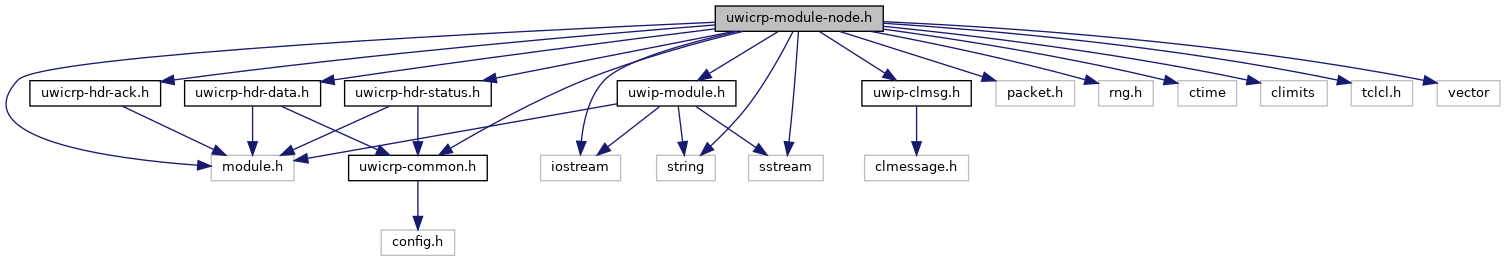 uwicrp-module-node.h
uwicrp-hdr-ack.h
uwicrp-hdr-data.h
uwicrp-hdr-status.h
uwip-module.h
uwip-clmsg.h
packet.h
rng.h
ctime
climits
tclcl.h
vector
module.h
uwicrp-common.h
iostream
string
sstream
clmessage.h
config.h